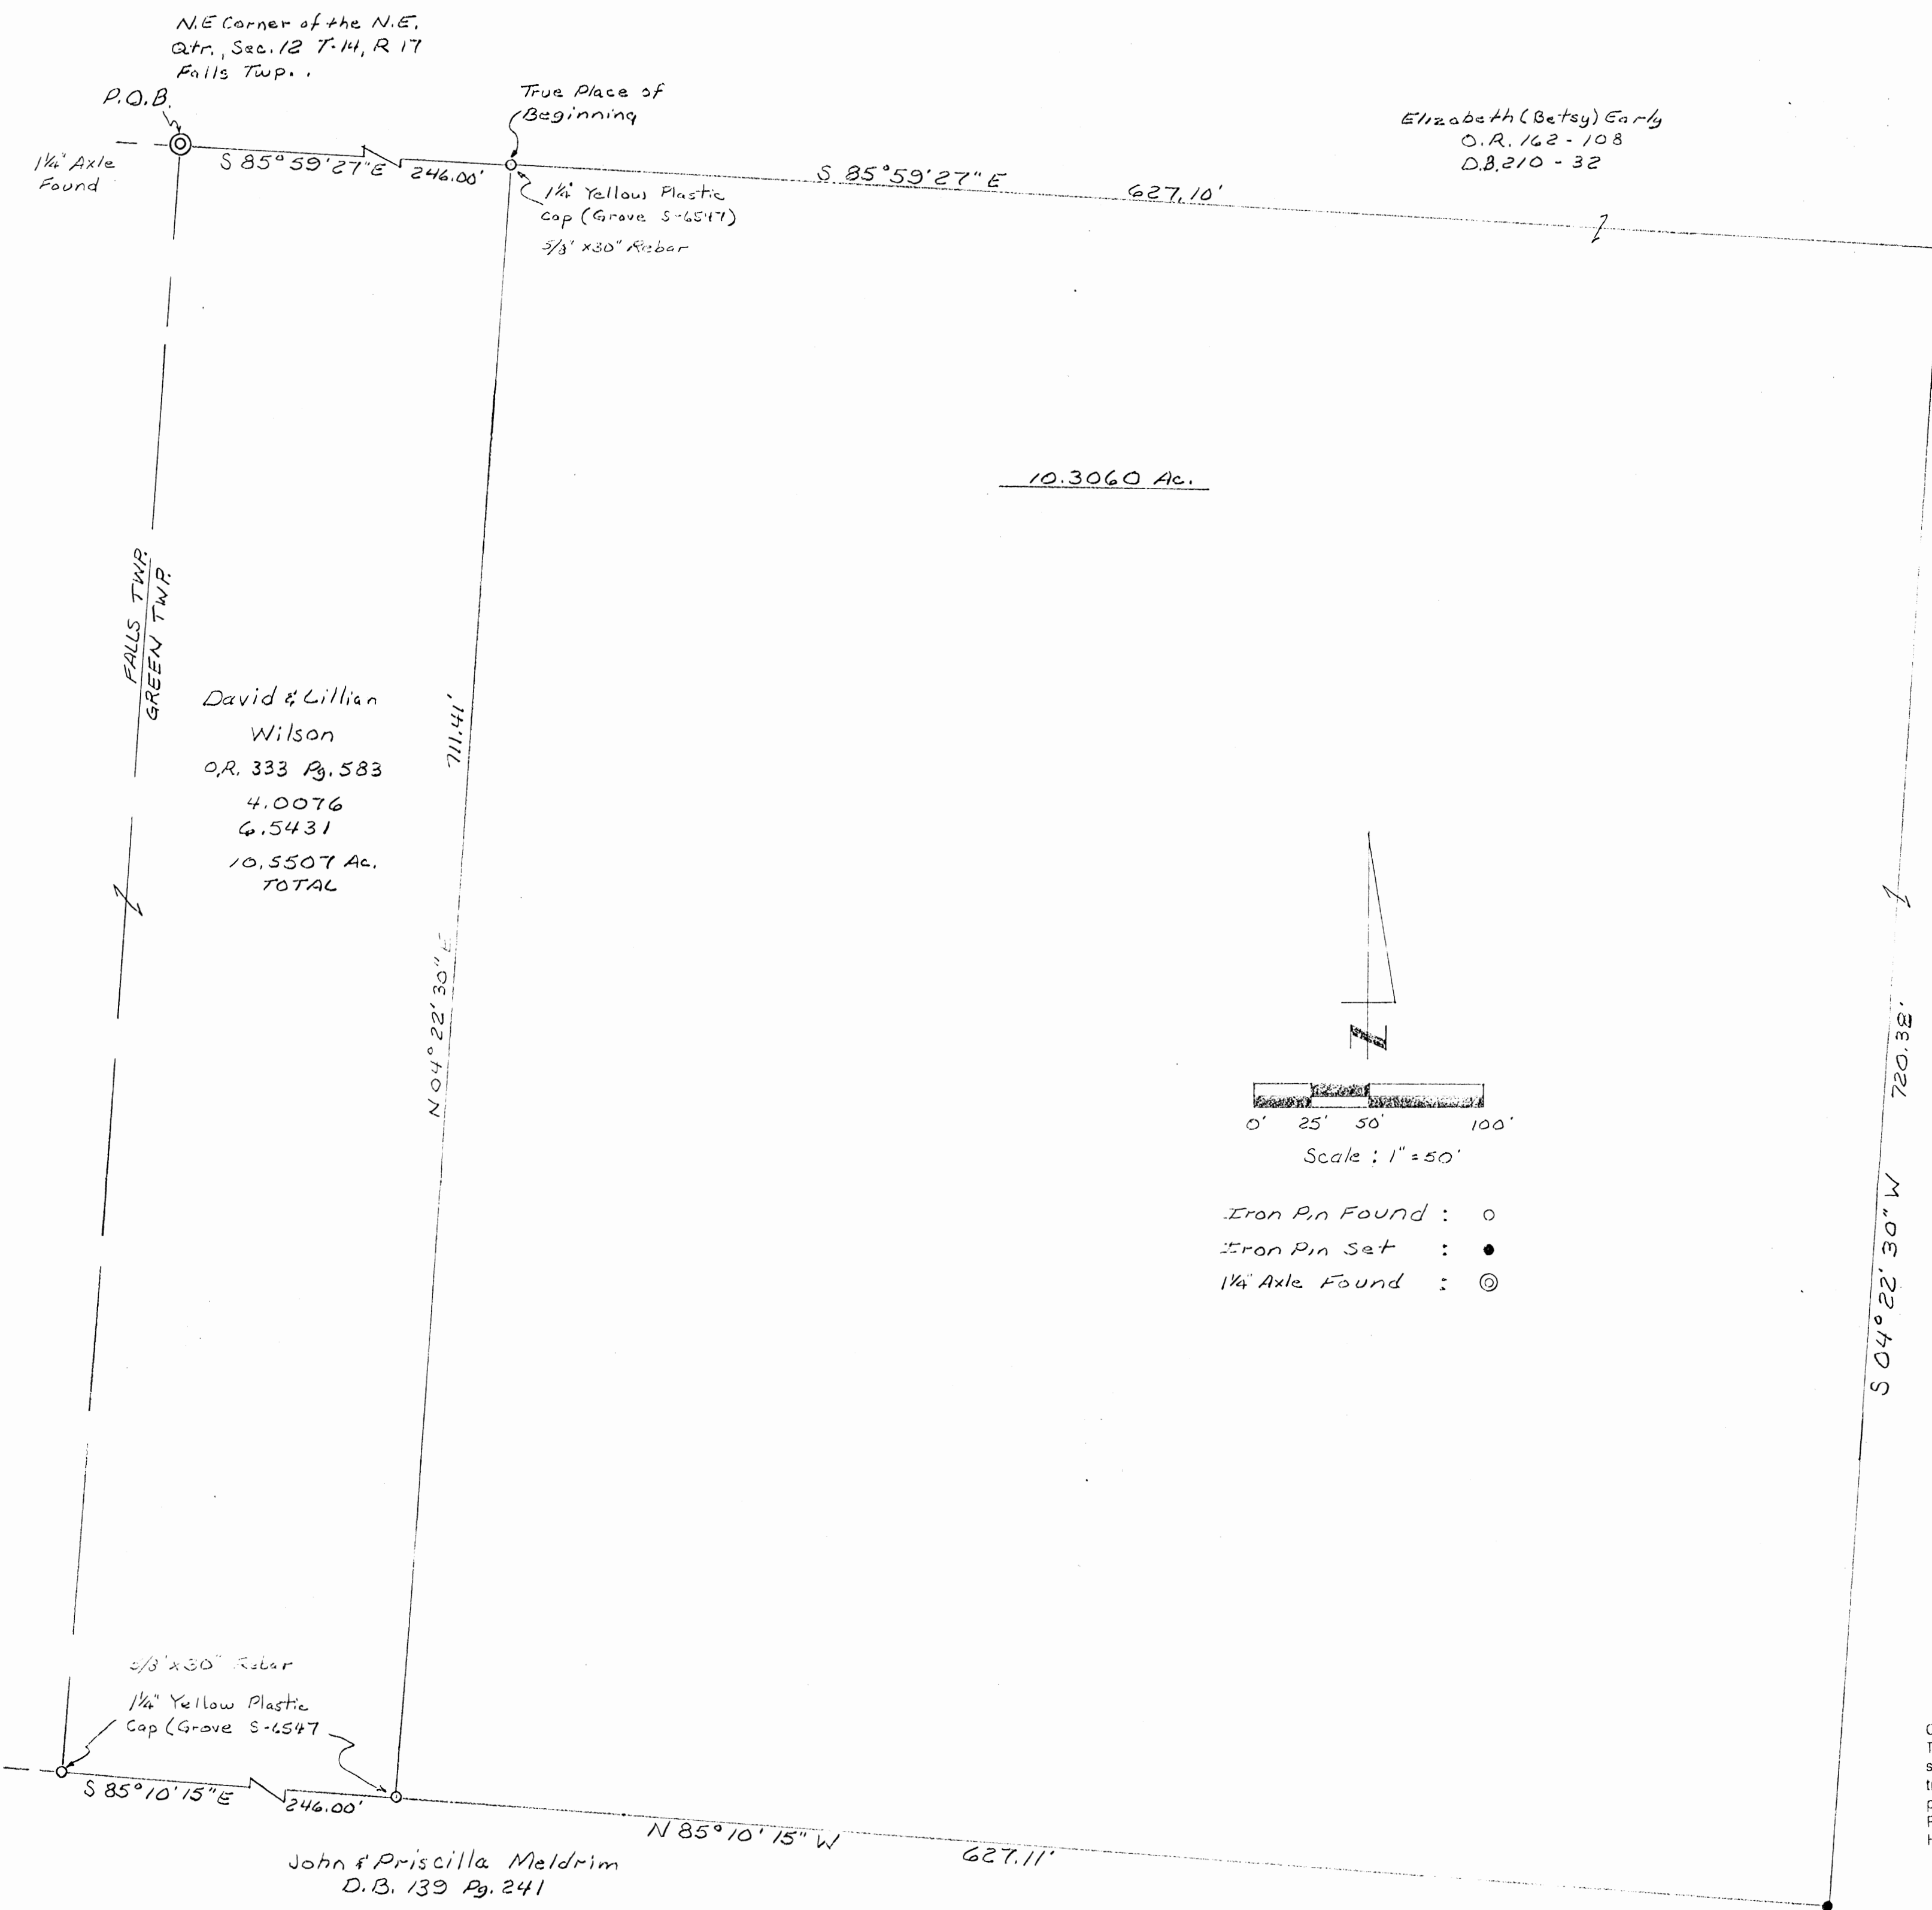 N.E Corner of the N.E.
Qtr., Sec. 12 T-14, R 17
Falls Twp..
P.O.B.
1¼" Axle
Found
S 85° 59' 27" E 246.00'
True Place of
Beginning
1¼" Yellow Plastic
Cap (Grove S-6547)
5/8" x30" Rebar
S 85° 59' 27" E 627.10'
Elizabeth (Betsy) Early
O.R. 162 - 108
D.B. 210 - 32
10.3060 Ac.
FALLS TWP.
GREEN TWP.
David & Lillian
Wilson
O.R. 333 Pg. 583
4.0076
6.5431
10.5507 Ac.
TOTAL
N 04° 22' 30" E 711.41'
N
0' 25' 50' 100'
Scale : 1" = 50'
Iron Pin Found :
Iron Pin Set :
1¼" Axle Found :
S 04° 22' 30" W 720.38'
5/8" x 30" Rebar
1¼" Yellow Plastic
Cap (Grove S-6547
S 85° 10' 15" E 246.00'
N 85° 10' 15" W 627.11'
John & Priscilla Meldrim
D.B. 139 Pg. 241